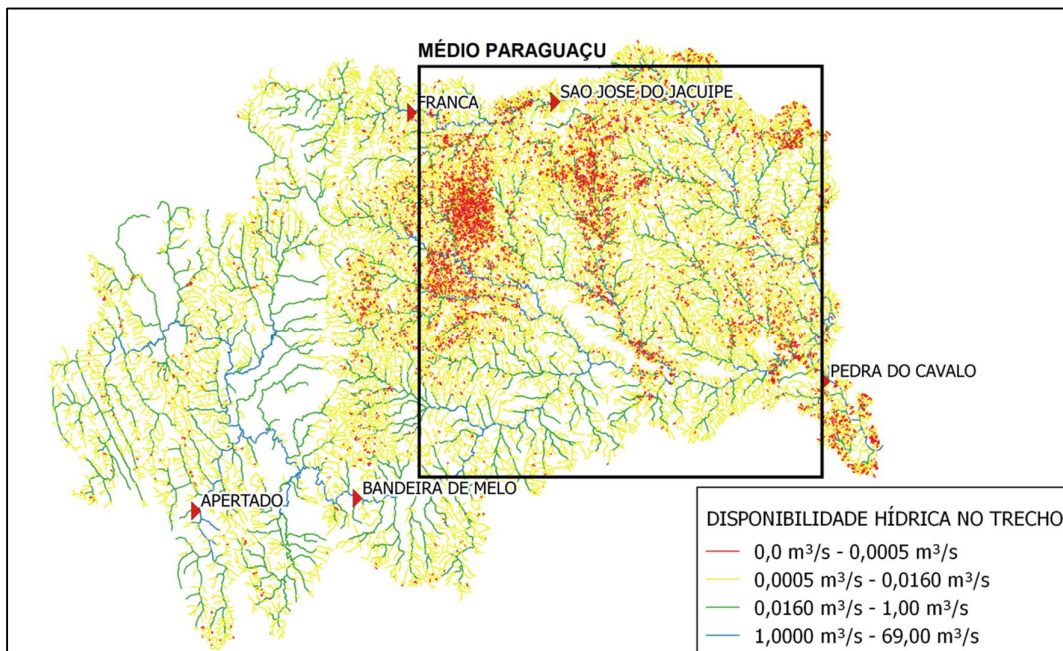 MÉDIO PARAGUAÇU
FRANCA
SAO JOSE DO JACUIPE
PEDRA DO CAVALO
BANDEIRA DE MELO
APERTADO
DISPONIBILIDADE HÍDRICA NO TRECHO
0,0 m³/s - 0,0005 m³/s
0,0005 m³/s - 0,0160 m³/s
0,0160 m³/s - 1,00 m³/s
1,0000 m³/s - 69,00 m³/s